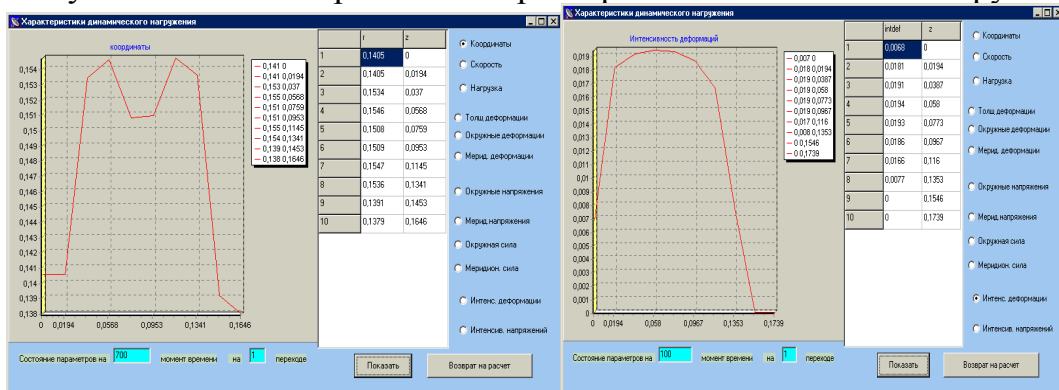 Характеристики динамического нагружения
координаты
0,154
0,153
0,152
0,151
0,15
0,149
0,148
0,147
0,146
0,145
0,144
0,143
0,142
0,141
0,14
0,139
0,138
0 0,0194 0,0568 0,0953 0,1341 0,1646
0,141 0
0,141 0,0194
0,153 0,037
0,155 0,0568
0,151 0,0759
0,151 0,0953
0,155 0,1145
0,154 0,1341
0,139 0,1453
0,138 0,1646
r z
1 0,1405 0
2 0,1405 0,0194
3 0,1534 0,037
4 0,1546 0,0568
5 0,1508 0,0759
6 0,1509 0,0953
7 0,1547 0,1145
8 0,1536 0,1341
9 0,1391 0,1453
10 0,1379 0,1646
Координаты
Скорость
Нагрузка
Толщ.деформации
Окружные деформации
Мерид. деформации
Окружные напряжения
Мерид.напряжения
Окружная сила
Меридион. сила
Интенс. деформации
Интенсив. напряжений
Состояние параметров на 700 момент времени на 1 переходе
Показать
Возврат на расчет
Характеристики динамического нагружения
Интенсивность деформаций
0,019
0,018
0,017
0,016
0,015
0,014
0,013
0,012
0,011
0,01
0,009
0,008
0,007
0,006
0,005
0,004
0,003
0,002
0,001
0
0 0,0194 0,058 0,0967 0,1353 0,1739
0,007 0
0,018 0,0194
0,019 0,0387
0,019 0,058
0,019 0,0773
0,019 0,0967
0,017 0,116
0,008 0,1353
0 0,1546
0 0,1739
intdef z
1 0,0068 0
2 0,0181 0,0194
3 0,0191 0,0387
4 0,0194 0,058
5 0,0193 0,0773
6 0,0186 0,0967
7 0,0166 0,116
8 0,0077 0,1353
9 0 0,1546
10 0 0,1739
Координаты
Скорость
Нагрузка
Толщ.деформации
Окружные деформации
Мерид. деформации
Окружные напряжения
Мерид.напряжения
Окружная сила
Меридион. сила
Интенс. деформации
Интенсив. напряжений
Состояние параметров на 100 момент времени на 1 переходе
Показать
Возврат на расчет